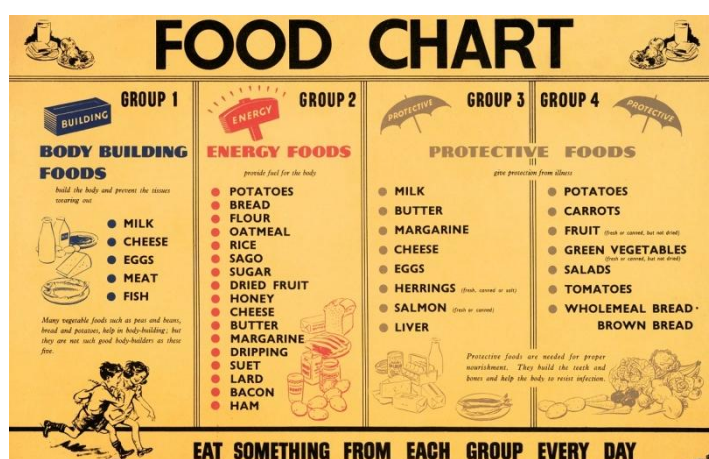 FOOD CHART
GROUP 1
BUILDING
BODY BUILDING
FOODS
build the body and prevent the tissues
wearing out
MILK
CHEESE
EGGS
MEAT
FISH
Many vegetable foods such as peas and beans,
bread and potatoes, help in body-building; but
they are not such good body-builders as these
five.
GROUP 2
ENERGY
ENERGY FOODS
provide fuel for the body
POTATOES
BREAD
FLOUR
OATMEAL
RICE
SAGO
SUGAR
DRIED FRUIT
HONEY
CHEESE
BUTTER
MARGARINE
DRIPPING
SUET
LARD
BACON
HAM
GROUP 3
GROUP 4
PROTECTIVE
PROTECTIVE
PROTECTIVE FOODS
give protection from illness
MILK
BUTTER
MARGARINE
CHEESE
EGGS
HERRINGS (fresh, canned or salt)
SALMON (fresh or canned)
LIVER
POTATOES
CARROTS
FRUIT (fresh or canned, but not dried)
GREEN VEGETABLES
(fresh or canned, but not dried)
SALADS
TOMATOES
WHOLEMEAL BREAD·
BROWN BREAD
Protective foods are needed for proper
nourishment. They build the teeth and
bones and help the body to resist infection.
EAT SOMETHING FROM EACH GROUP EVERY DAY